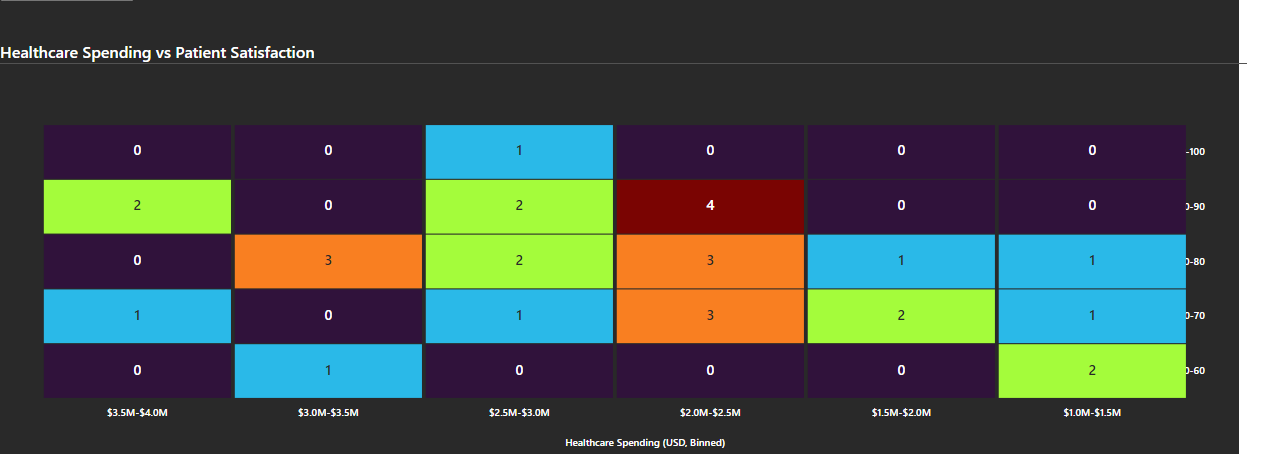 Healthcare Spending vs Patient Satisfaction
0 0 1 0 0 0 -100
2 0 2 4 0 0 0-90
0 3 2 3 1 1 0-80
1 0 1 3 2 1 0-70
0 1 0 0 0 2 0-60
$3.5M-$4.0M $3.0M-$3.5M $2.5M-$3.0M $2.0M-$2.5M $1.5M-$2.0M $1.0M-$1.5M
Healthcare Spending (USD, Binned)